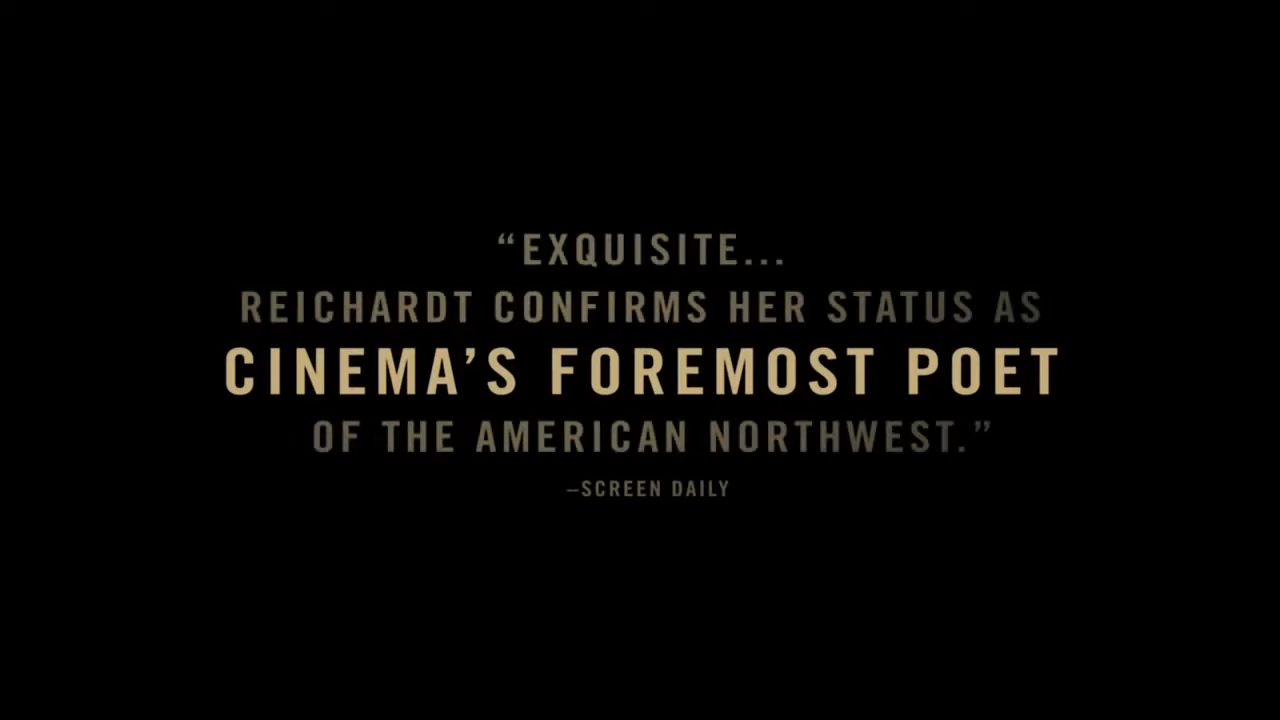 “EXQUISITE...
REICHARDT CONFIRMS HER STATUS AS
CINEMA’S FOREMOST POET
OF THE AMERICAN NORTHWEST.”
–SCREEN DAILY